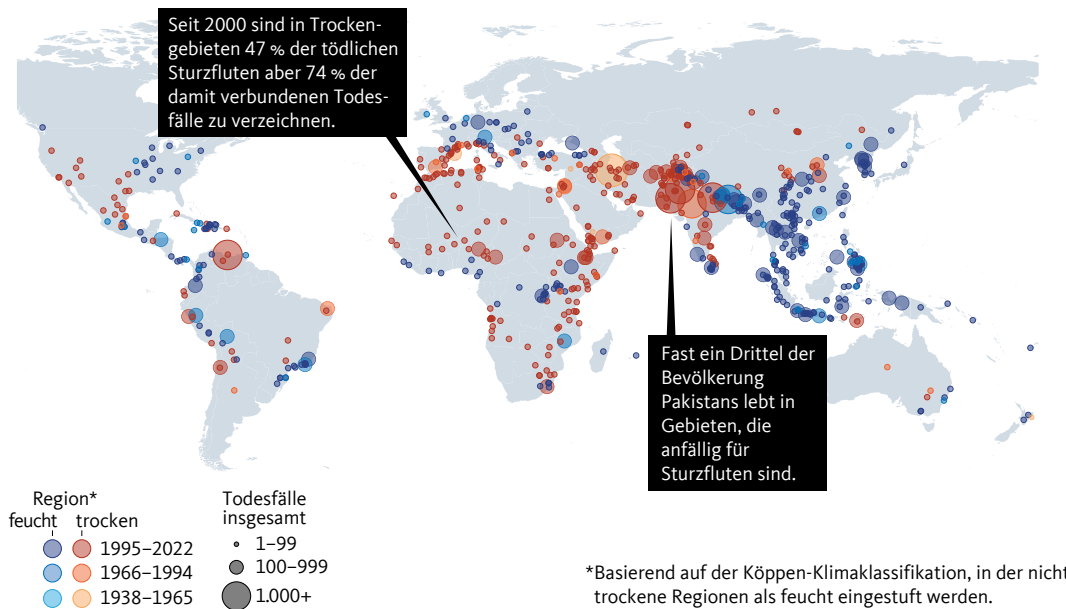 Seit 2000 sind in Trocken-
gebieten 47 % der tödlichen
Sturzfluten aber 74 % der
damit verbundenen Todes-
fälle zu verzeichnen.
Fast ein Drittel der
Bevölkerung
Pakistans lebt in
Gebieten, die
anfällig für
Sturzfluten sind.
Region*
feucht trocken
1995–2022
1966–1994
1938–1965
Todesfälle
insgesamt
1–99
100–999
1.000+
*Basierend auf der Köppen-Klimaklassifikation, in der nicht
trockene Regionen als feucht eingestuft werden.